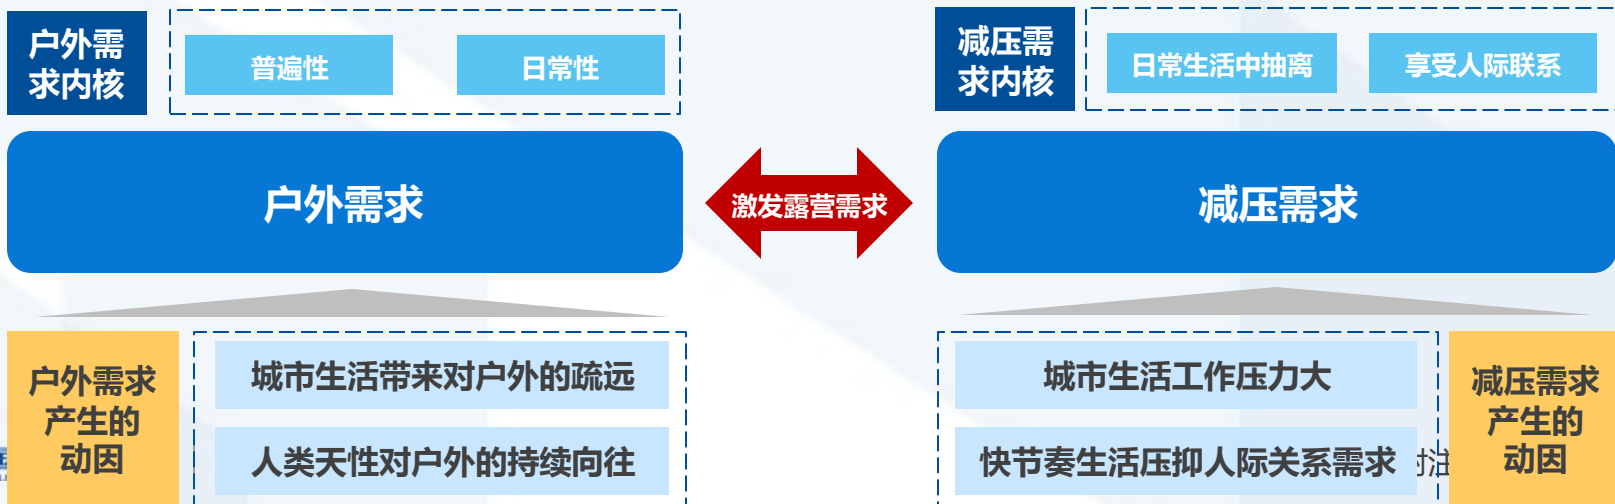 户外需
求内核
普遍性
日常性
减压需
求内核
日常生活中抽离
享受人际联系
户外需求
激发露营需求
减压需求
户外需求
产生的
动因
城市生活带来对户外的疏远
人类天性对户外的持续向往
城市生活工作压力大
快节奏生活压抑人际关系需求
减压需求
产生的
动因